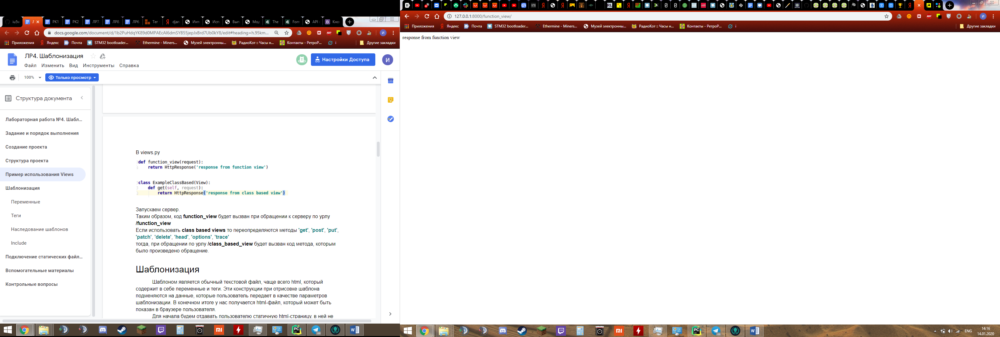 iu5w
РК1
РК2
ЛР7
ЛР8
ЛР6
Тег
djan
Инт
Исп
Вып
Мод
The
Forr
API
Кно
docs.google.com/document/d/1b2PuHdqYK89d0MPAEcAl6dmSYB55jepJxBrd7Ub0kY8/edit#heading=h.95km...
Приложения
Яндекс
Почта
STM32 bootloader...
Ethermine - Miners...
Музей электронны...
РадиоКот :: Часы н...
Контакты - РетроР...
i
Другие закладки
ЛР4. Шаблонизация
Файл Изменить Вид Инструменты Справка
Настройки Доступа
И
100%
Только просмотр
Структура документа
Лабораторная работа №4. Шабл...
Задание и порядок выполнения
Создание проекта
Структура проекта
Пример использования Views
Шаблонизация
Переменные
Теги
Наследование шаблонов
Include
Подключение статических файл...
Вспомогательные материалы
Контрольные вопросы
В views.py
def function_view(request):
return HttpResponse('response from function view')
class ExampleClassBased(View):
def get(self, request):
return HttpResponse('response from class based view')
Запускаем сервер.
Таким образом, код function_view будет вызван при обращении к серверу по урлу
/function_view
Если использовать class based views то переопределяются методы 'get', 'post', 'put',
'patch', 'delete', 'head', 'options', 'trace'
тогда, при обращении по урлу /class_based_view будет вызван код метода, которым
было произведено обращение.
Шаблонизация
Шаблоном является обычный текстовой файл, чаще всего html, который
содержит в себе переменные и теги. Эти конструкции при отрисовке шаблона
подменяются на данные, которые пользователь передает в качестве параметров
шаблонизации. В конечном итоге у нас получается html-файл, который может быть
показан в браузере пользователя.
Для начала будем отдавать пользователю статичную html-страницу, в ней не
127.0.0.1:8000/function_view/
Приложения
Яндекс
Почта
STM32 bootloader...
Ethermine - Miners...
Музей электронны...
РадиоКот :: Часы н...
Контакты - РетроР...
i
Другие закладки
response from function view
ENG
14:16
14.01.2020